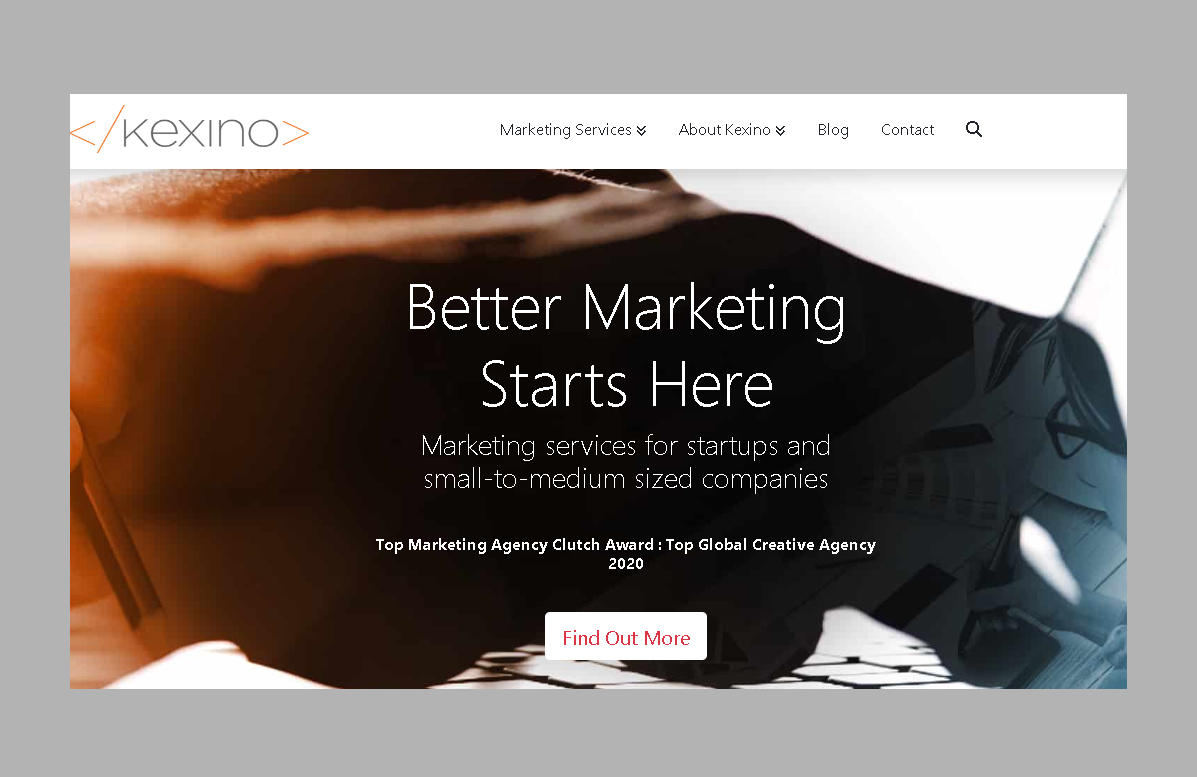 </kexino>
Marketing Services
About Kexino
Blog
Contact
Better Marketing
Starts Here
Marketing services for startups and
small-to-medium sized companies
Top Marketing Agency Clutch Award : Top Global Creative Agency
2020
Find Out More